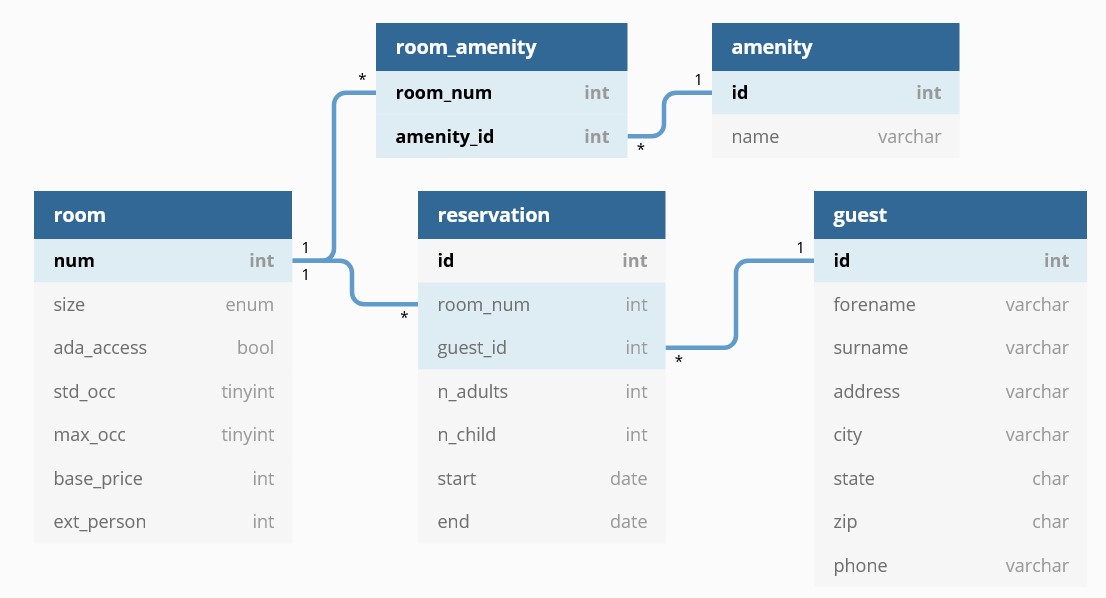 room_amenity
* room_num int
amenity_id int
*
amenity
1 id int
name varchar
room
num int 1
1
size enum
ada_access bool
std_occ tinyint
max_occ tinyint
base_price int
ext_person int
reservation
id int
* room_num int
guest_id int *
n_adults int
n_child int
start date
end date
guest
1 id int
forename varchar
surname varchar
address varchar
city varchar
state char
zip char
phone varchar